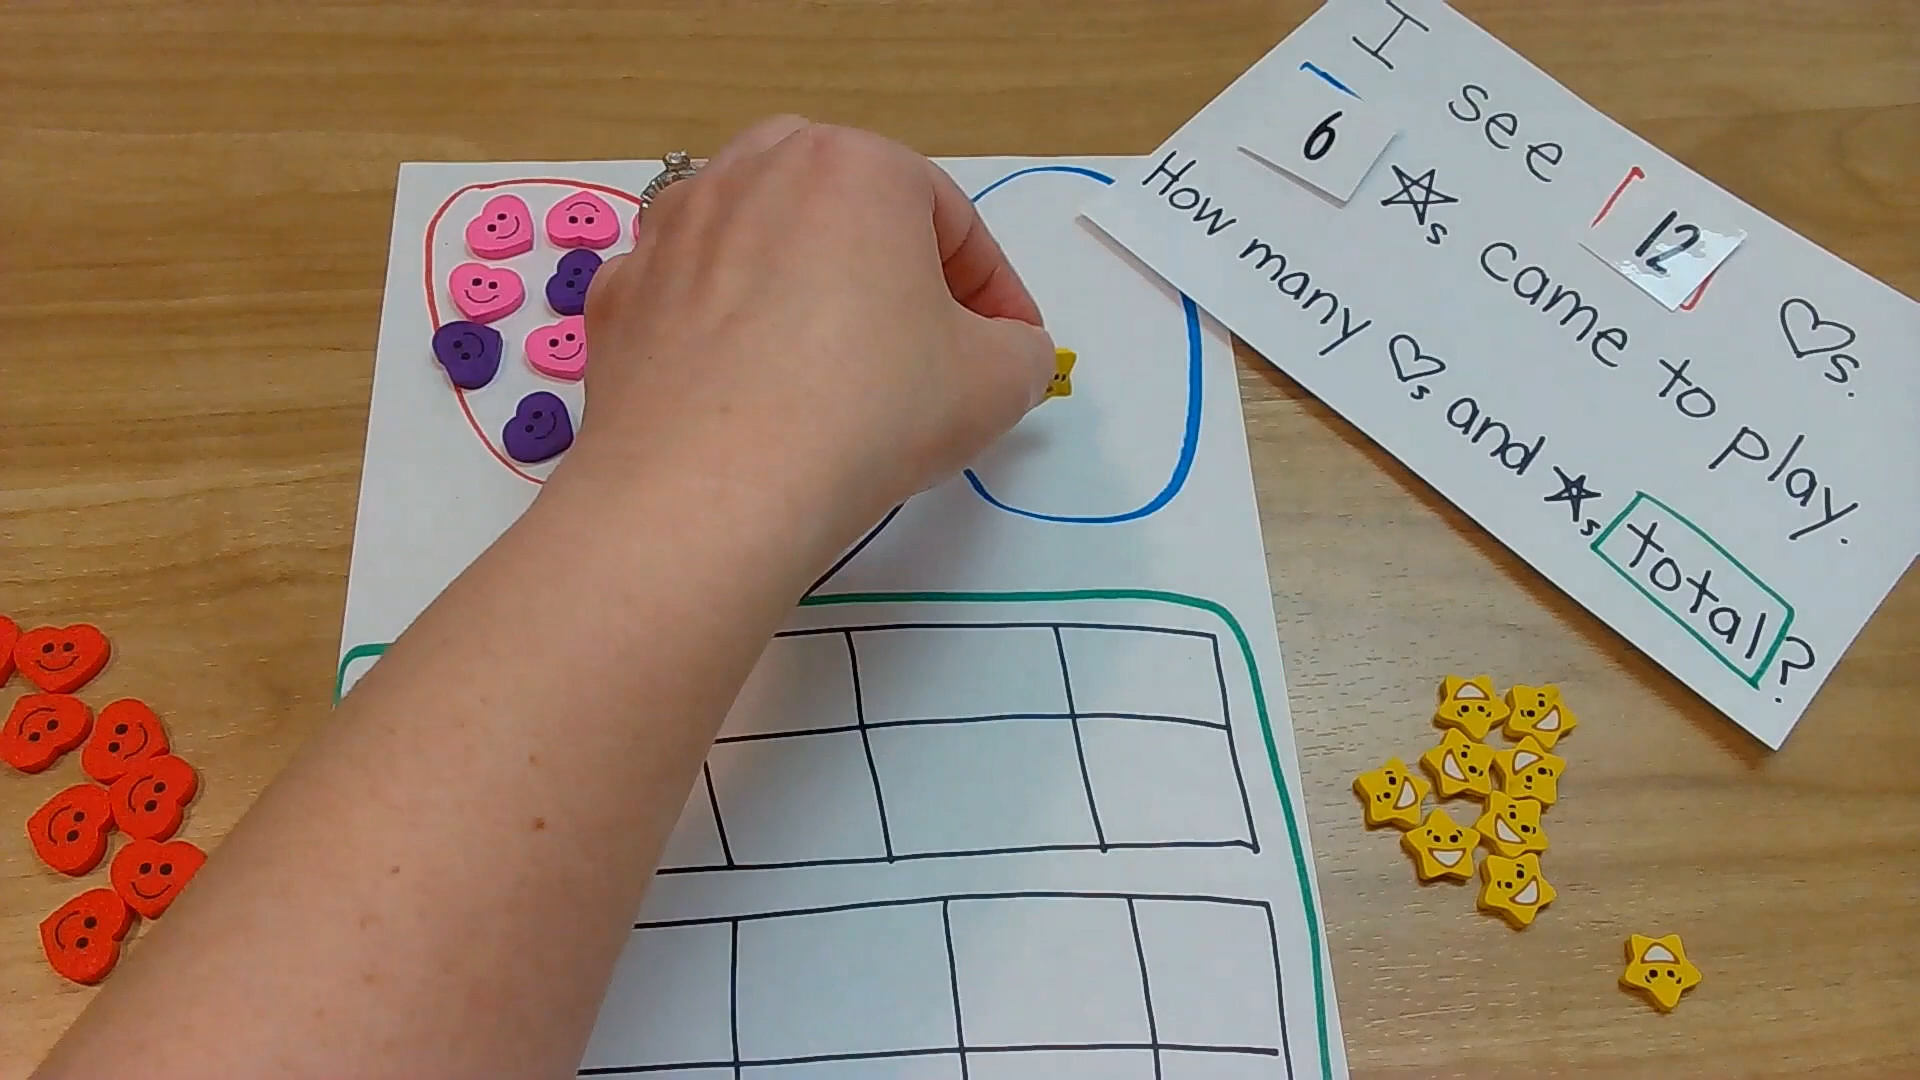 I see 12 ♡s.
6 ☆s came to play.
How many ♡s and ☆s total?